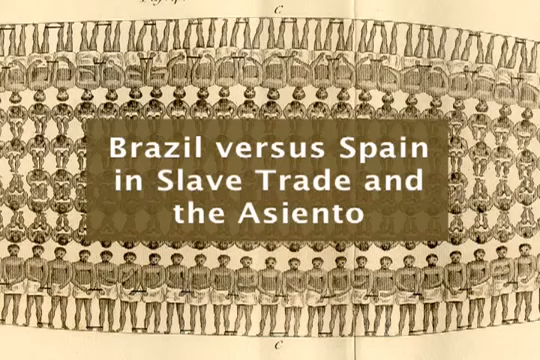 C
Brazil versus Spain
in Slave Trade and
the Asiento
C